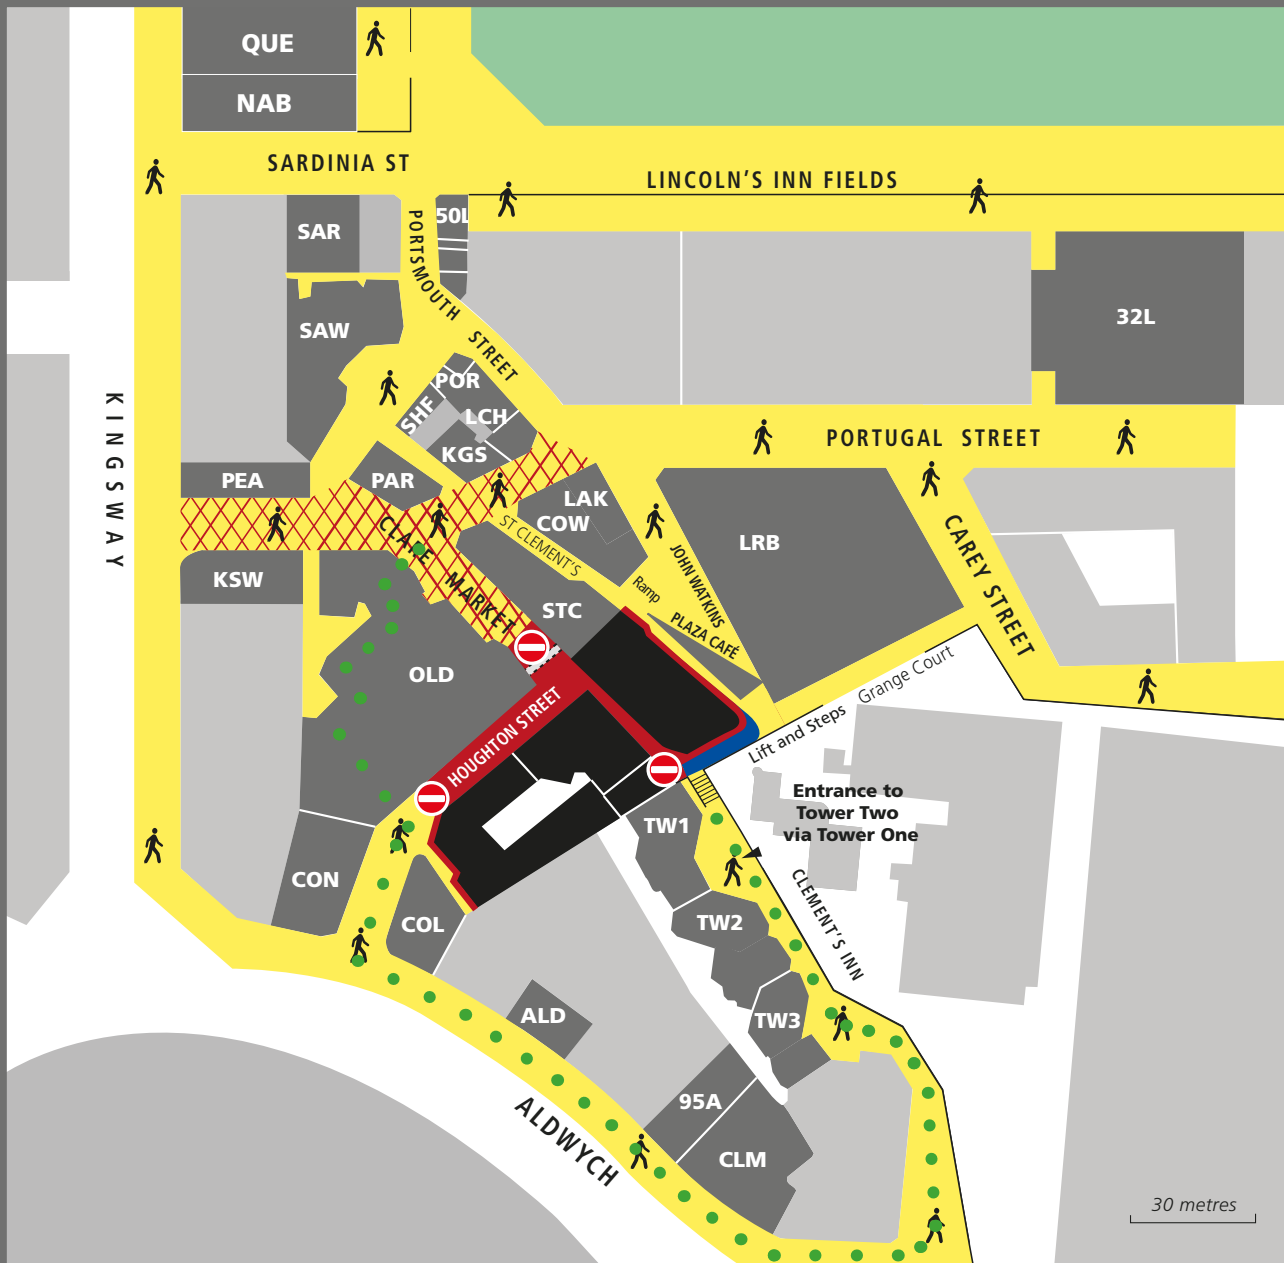 QUE
NAB
SARDINIA ST
LINCOLN'S INN FIELDS
SAR
50L
PORTSMOUTH STREET
SAW
32L
POR
SHF
LCH
KGS
KINGSWAY
PORTUGAL STREET
PEA
PAR
LAK
COW
CLARE MARKET
ST CLEMENT'S
LRB
CAREY STREET
JOHN WATKINS
PLAZA CAFÉ
Ramp
KSW
STC
OLD
HOUGHTON STREET
Grange Court
Lift and Steps
Entrance to
Tower Two
via Tower One
TW1
CLEMENT'S INN
CON
COL
TW2
ALD
TW3
95A
CLM
ALDWYCH
30 metres